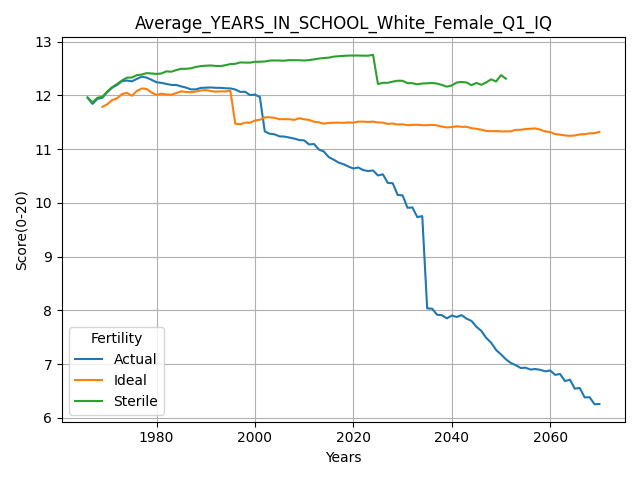 Average_YEARS_IN_SCHOOL_White_Female_Q1_IQ
13
12
11
10
9
8
7
6
Score(0-20)
Fertility
Actual
Ideal
Sterile
1980 2000 2020 2040 2060
Years